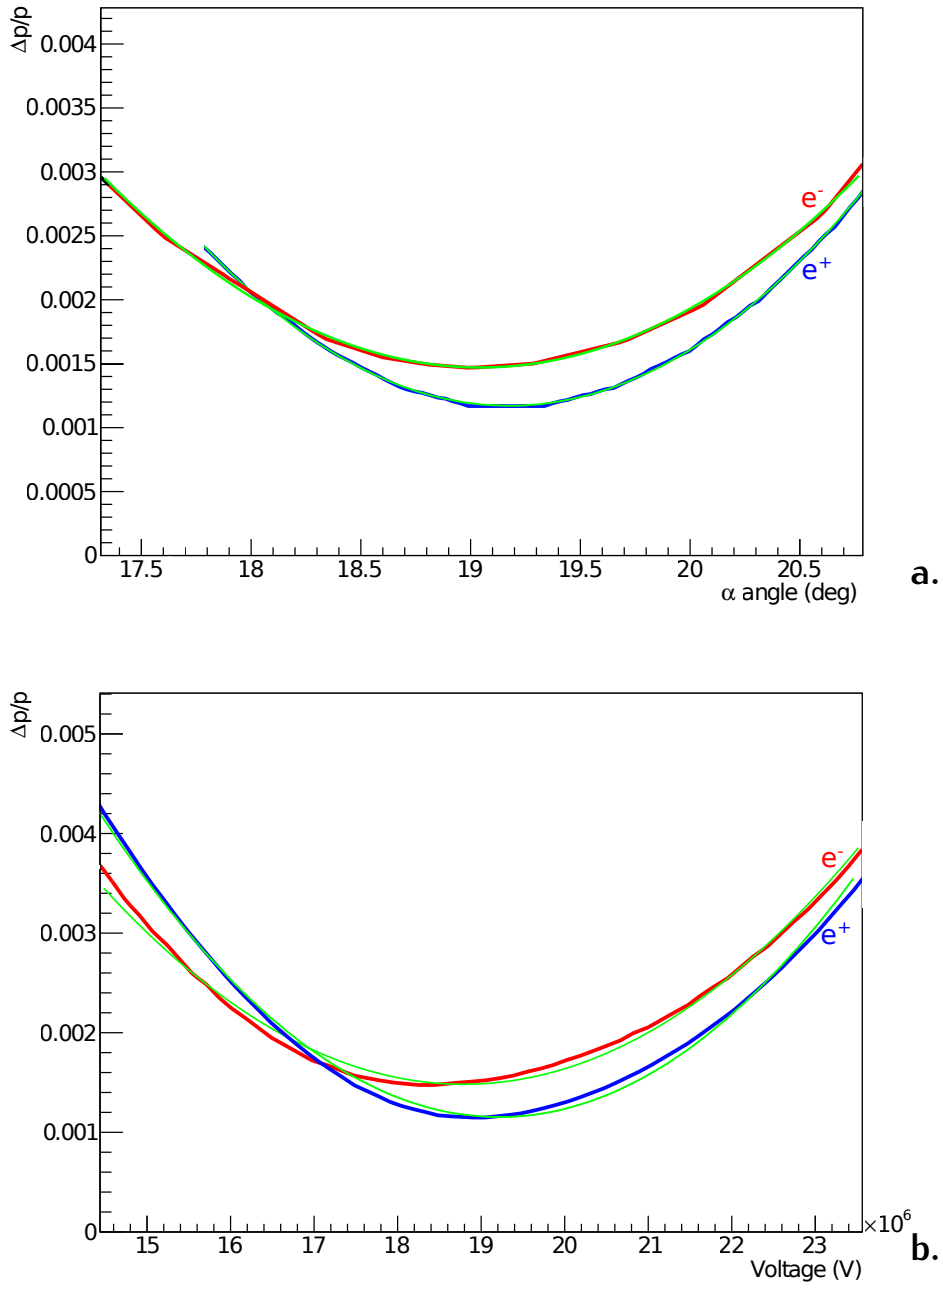 Δp/p
0.004
0.0035
0.003
e-
0.0025
e+
0.002
0.0015
0.001
0.0005
0
17.5 18 18.5 19 19.5 20 20.5
α angle (deg)
a.
Δp/p
0.005
0.004
e-
0.003
e+
0.002
0.001
0
×10⁶
15 16 17 18 19 20 21 22 23
Voltage (V)
b.